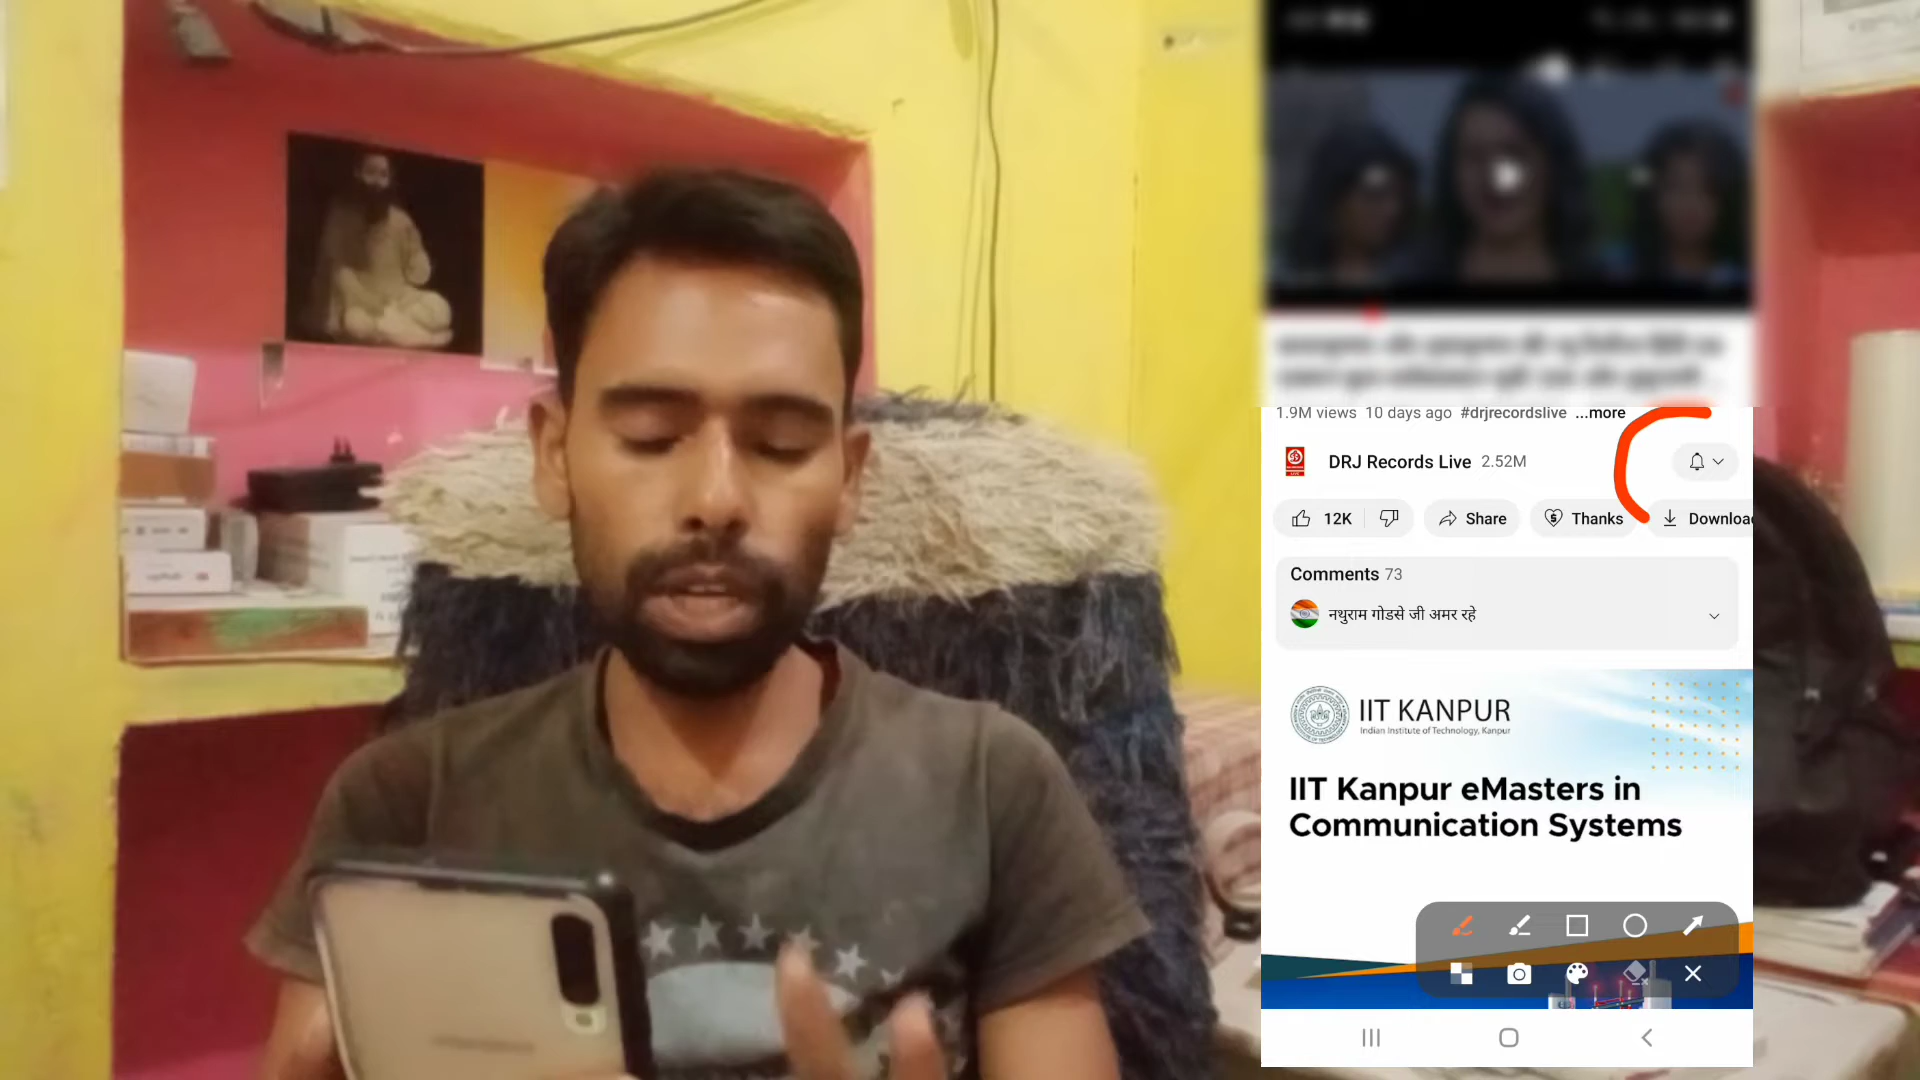 1.9M views 10 days ago #drjrecordslive ...more
DRJ Records Live 2.52M
12K Share Thanks Downloa
Comments 73
नथुराम गोडसे जी अमर रहे
IIT KANPUR
Indian Institute of Technology, Kanpur
IIT Kanpur eMasters in
Communication Systems